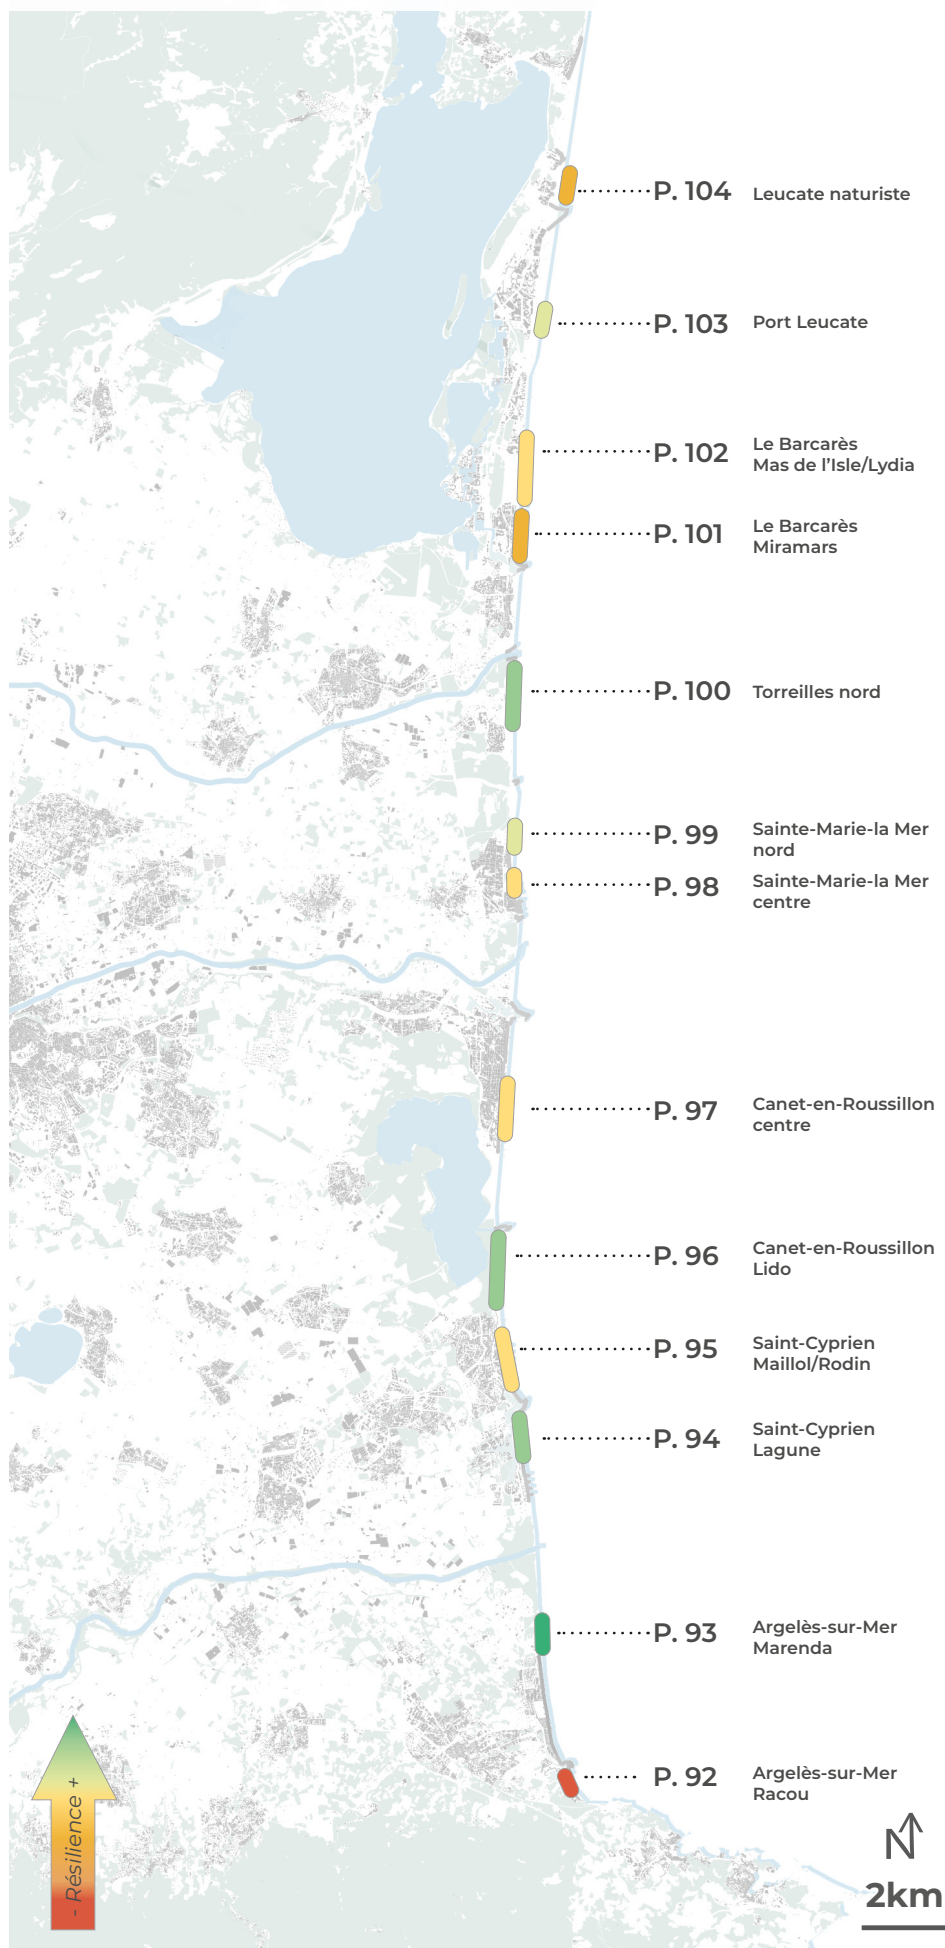 P. 104 Leucate naturiste
P. 103 Port Leucate
P. 102 Le Barcarès
Mas de l'Isle/Lydia
P. 101 Le Barcarès
Miramars
P. 100 Torreilles nord
P. 99 Sainte-Marie-la Mer
nord
P. 98 Sainte-Marie-la Mer
centre
P. 97 Canet-en-Roussillon
centre
P. 96 Canet-en-Roussillon
Lido
P. 95 Saint-Cyprien
Maillol/Rodin
P. 94 Saint-Cyprien
Lagune
P. 93 Argelès-sur-Mer
Marenda
P. 92 Argelès-sur-Mer
Racou
- Résilience +
N
2km